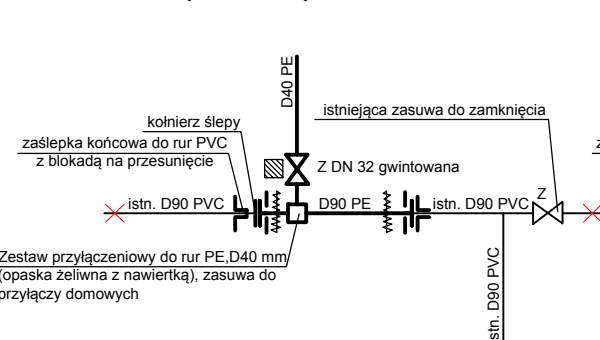 D40 PE
istniejąca zasuwa do zamknięcia
kołnierz ślepy
zaślepka końcowa do rur PVC
z blokadą na przesunięcie
z
Z DN 32 gwintowana
istn. D90 PVC
D90 PE
istn. D90 PVC
Z
Zestaw przyłączeniowy do rur PE,D40 mm
(opaska żeliwna z nawiertką), zasuwa do
przyłączy domowych
stn. D90 PVC